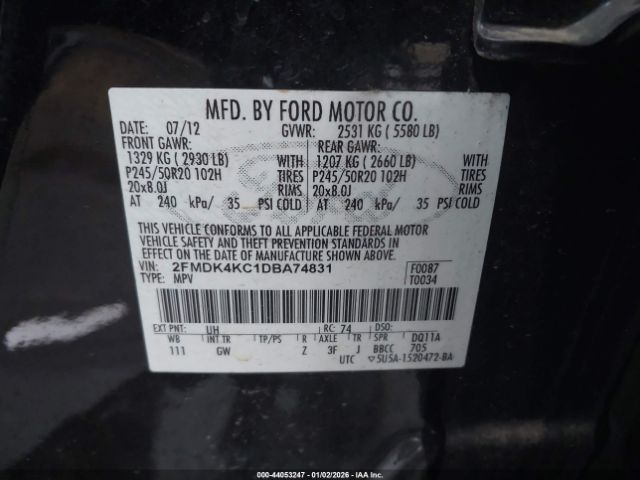 MFD. BY FORD MOTOR CO.
DATE: 07/12 GVWR: 2531 KG ( 5580 LB)
FRONT GAWR: REAR GAWR:
1329 KG ( 2930 LB) WITH 1207 KG ( 2660 LB) WITH
P245/50R20 102H TIRES P245/50R20 102H TIRES
20x8.0J RIMS 20x8.0J RIMS
AT 240 kPa/ 35 PSI COLD AT 240 kPa/ 35 PSI COLD
THIS VEHICLE CONFORMS TO ALL APPLICABLE FEDERAL MOTOR
VEHICLE SAFETY AND THEFT PREVENTION STANDARDS IN
EFFECT ON THE DATE OF MANUFACTURE SHOWN ABOVE.
VIN: 2FMDK4KC1DBA74831 F0087
TYPE: MPV T0034
EXT PNT: UH RC: 74 DSO:
WB INT TR TP/PS R AXLE TR SPR DQ11A
111 GW Z 3F J BBCC 705
UTC ▽5U5A-1520472-BA
000-44053247 - 01/02/2026 - IAA Inc.